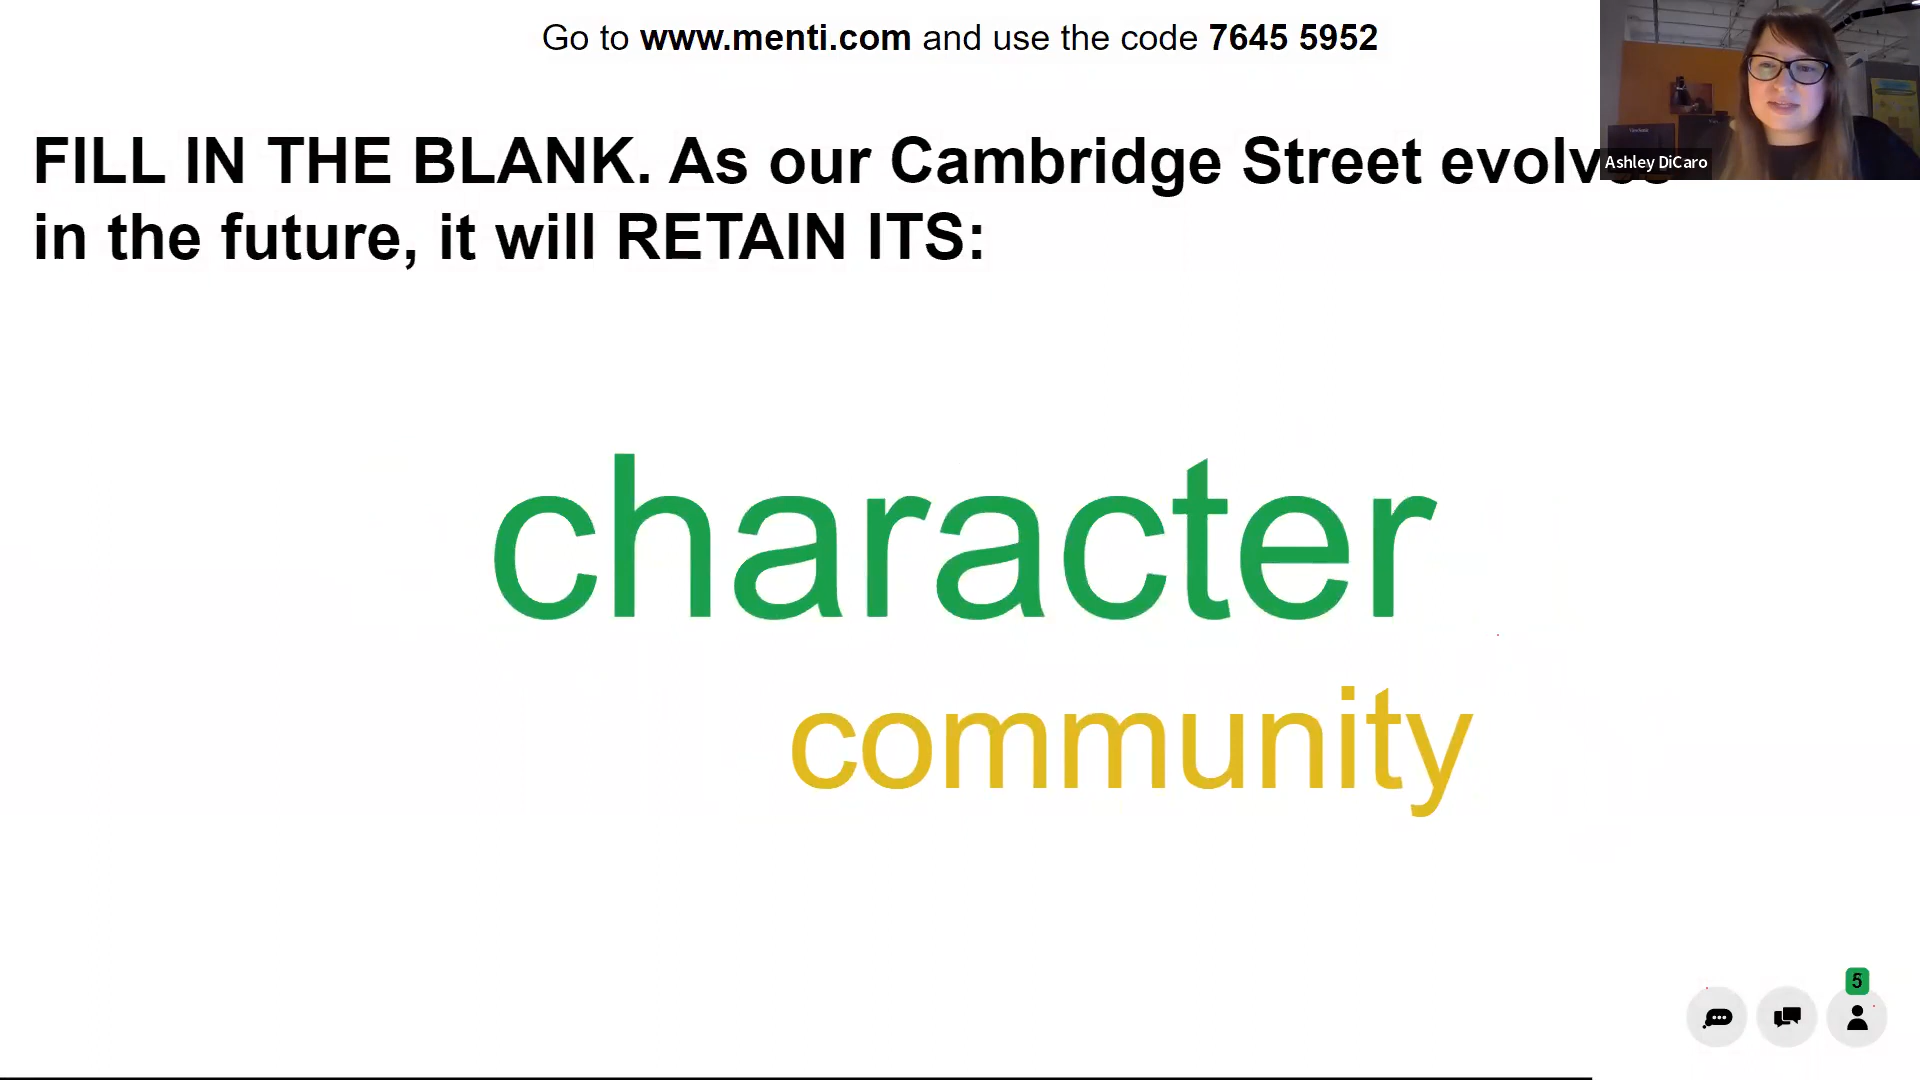 Go to www.menti.com and use the code 7645 5952
FILL IN THE BLANK. As our Cambridge Street
in the future, it will RETAIN ITS:
Ashley DiCaro
character
community
5